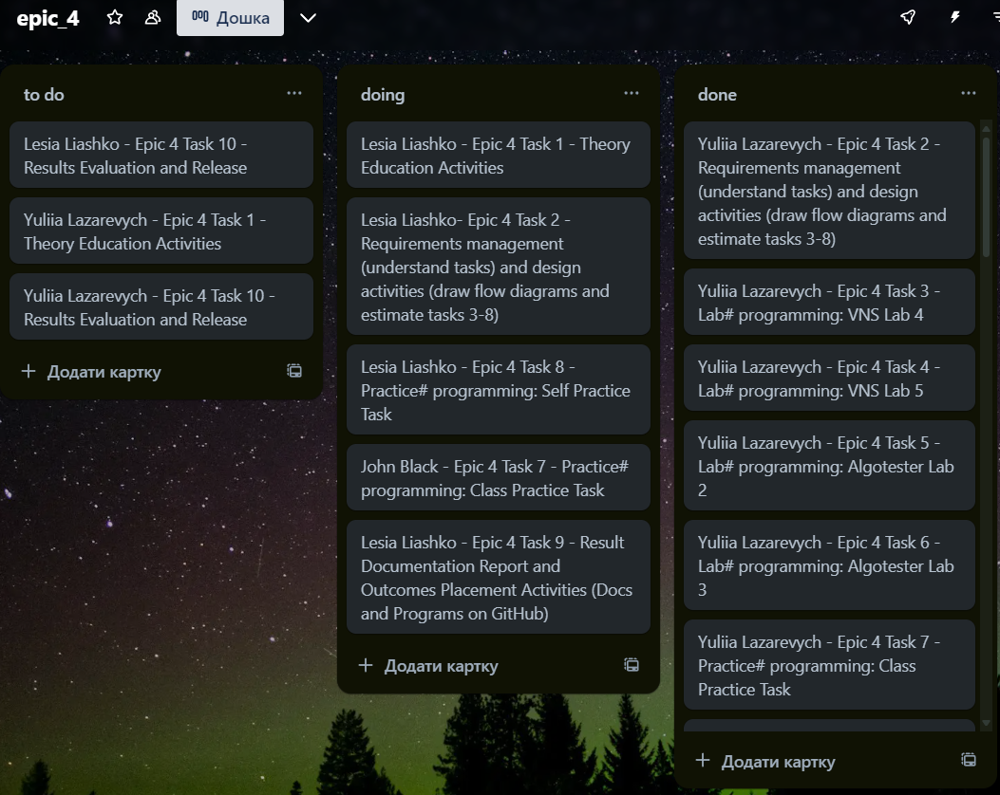 epic_4
Дошка
to do
Lesia Liashko - Epic 4 Task 10 -
Results Evaluation and Release
Yuliia Lazarevych - Epic 4 Task 1 -
Theory Education Activities
Yuliia Lazarevych - Epic 4 Task 10 -
Results Evaluation and Release
Додати картку
doing
Lesia Liashko - Epic 4 Task 1 - Theory
Education Activities
Lesia Liashko- Epic 4 Task 2 -
Requirements management
(understand tasks) and design
activities (draw flow diagrams and
estimate tasks 3-8)
Lesia Liashko - Epic 4 Task 8 -
Practice# programming: Self Practice
Task
John Black - Epic 4 Task 7 - Practice#
programming: Class Practice Task
Lesia Liashko - Epic 4 Task 9 - Result
Documentation Report and
Outcomes Placement Activities (Docs
and Programs on GitHub)
Додати картку
done
Yuliia Lazarevych - Epic 4 Task 2 -
Requirements management
(understand tasks) and design
activities (draw flow diagrams and
estimate tasks 3-8)
Yuliia Lazarevych - Epic 4 Task 3 -
Lab# programming: VNS Lab 4
Yuliia Lazarevych - Epic 4 Task 4 -
Lab# programming: VNS Lab 5
Yuliia Lazarevych - Epic 4 Task 5 -
Lab# programming: Algotester Lab
2
Yuliia Lazarevych - Epic 4 Task 6 -
Lab# programming: Algotester Lab
3
Yuliia Lazarevych - Epic 4 Task 7 -
Practice# programming: Class
Practice Task
Додати картку